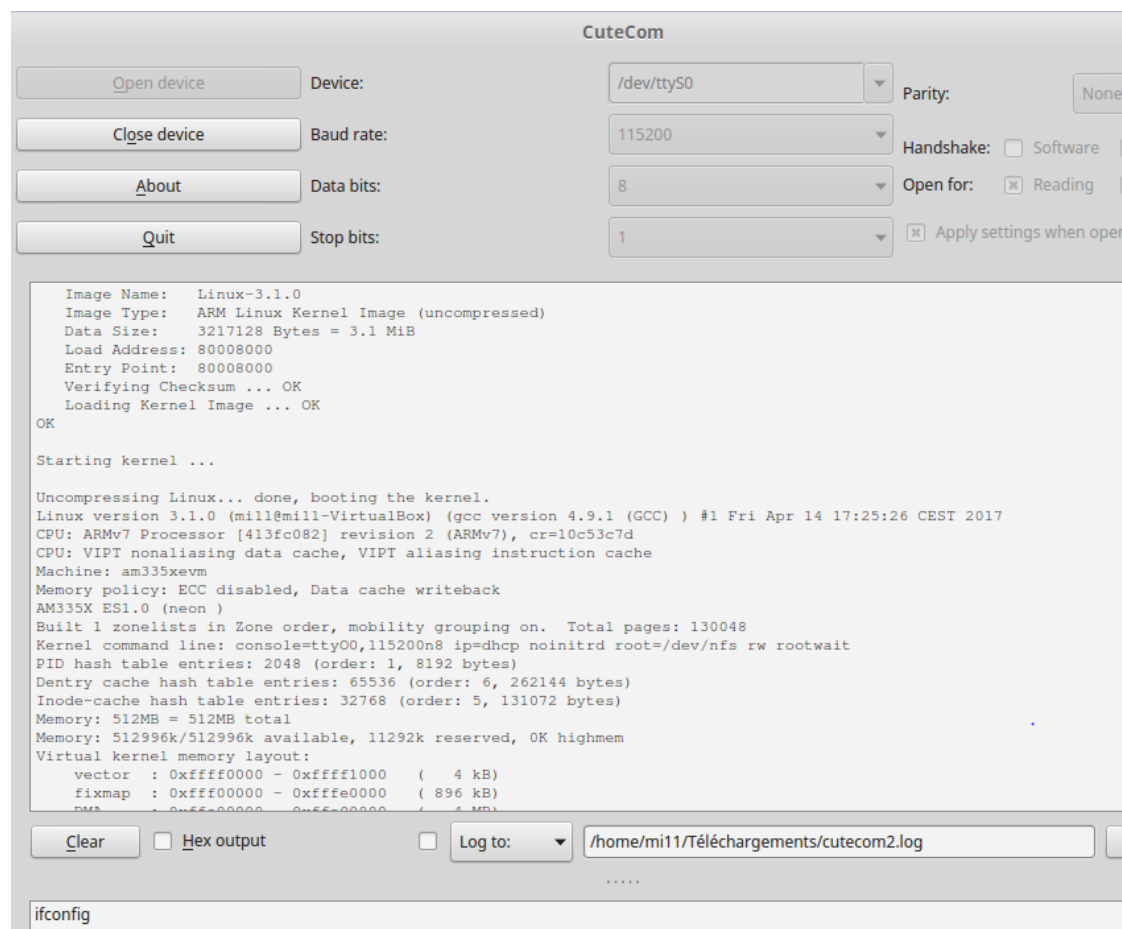 CuteCom
Open device
Device:
/dev/ttyS0
Parity:
None
Close device
Baud rate:
115200
Handshake:
Software
About
Data bits:
8
Open for:
Reading
Quit
Stop bits:
1
Apply settings when open
Image Name:   Linux-3.1.0
Image Type:   ARM Linux Kernel Image (uncompressed)
Data Size:    3217128 Bytes = 3.1 MiB
Load Address: 80008000
Entry Point:  80008000
Verifying Checksum ... OK
Loading Kernel Image ... OK
OK
Starting kernel ...
Uncompressing Linux... done, booting the kernel.
Linux version 3.1.0 (mi11@mi11-VirtualBox) (gcc version 4.9.1 (GCC) ) #1 Fri Apr 14 17:25:26 CEST 2017
CPU: ARMv7 Processor [413fc082] revision 2 (ARMv7), cr=10c53c7d
CPU: VIPT nonaliasing data cache, VIPT aliasing instruction cache
Machine: am335xevm
Memory policy: ECC disabled, Data cache writeback
AM335X ES1.0 (neon )
Built 1 zonelists in Zone order, mobility grouping on.  Total pages: 130048
Kernel command line: console=ttyO0,115200n8 ip=dhcp noinitrd root=/dev/nfs rw rootwait
PID hash table entries: 2048 (order: 1, 8192 bytes)
Dentry cache hash table entries: 65536 (order: 6, 262144 bytes)
Inode-cache hash table entries: 32768 (order: 5, 131072 bytes)
Memory: 512MB = 512MB total
Memory: 512996k/512996k available, 11292k reserved, 0K highmem
Virtual kernel memory layout:
vector  : 0xffff0000 - 0xffff1000   (   4 kB)
fixmap  : 0xfff00000 - 0xfffe0000   ( 896 kB)
Clear
Hex output
Log to:
/home/mi11/Téléchargements/cutecom2.log
ifconfig